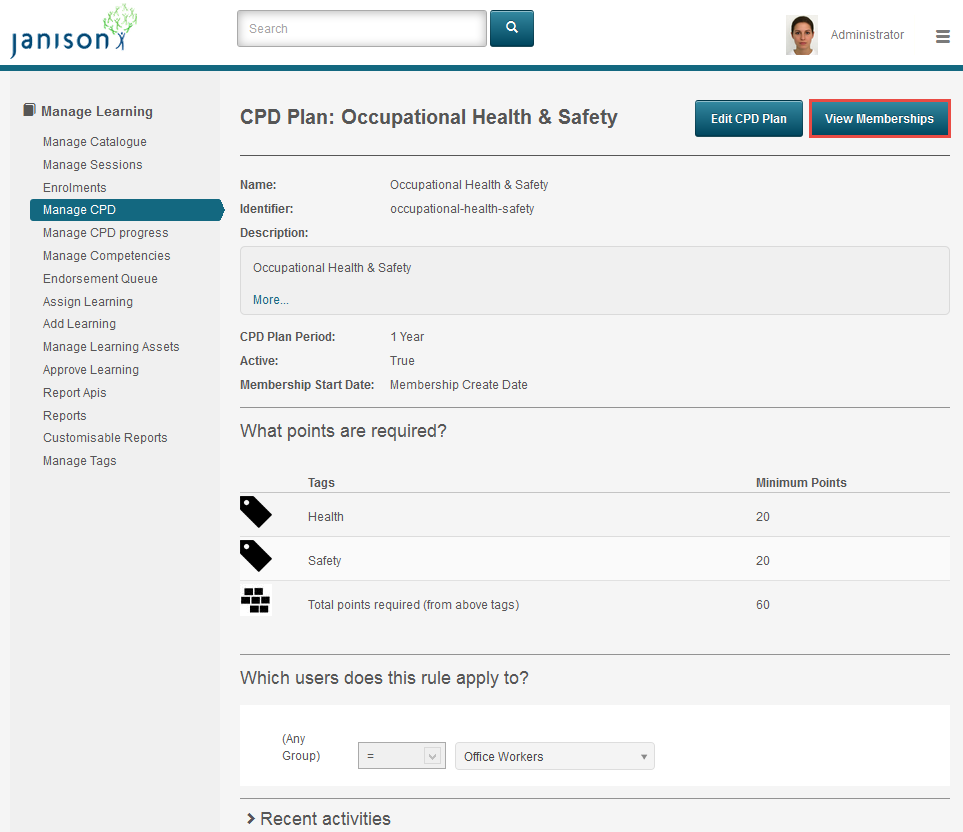 janison
Search
Administrator
Manage Learning
Manage Catalogue
Manage Sessions
Enrolments
Manage CPD
Manage CPD progress
Manage Competencies
Endorsement Queue
Assign Learning
Add Learning
Manage Learning Assets
Approve Learning
Report Apis
Reports
Customisable Reports
Manage Tags
CPD Plan: Occupational Health & Safety
Edit CPD Plan
View Memberships
Name: Occupational Health & Safety
Identifier: occupational-health-safety
Description:
Occupational Health & Safety
More...
CPD Plan Period: 1 Year
Active: True
Membership Start Date: Membership Create Date
What points are required?
Tags Minimum Points
Health 20
Safety 20
Total points required (from above tags) 60
Which users does this rule apply to?
(Any
Group)
= Office Workers
Recent activities